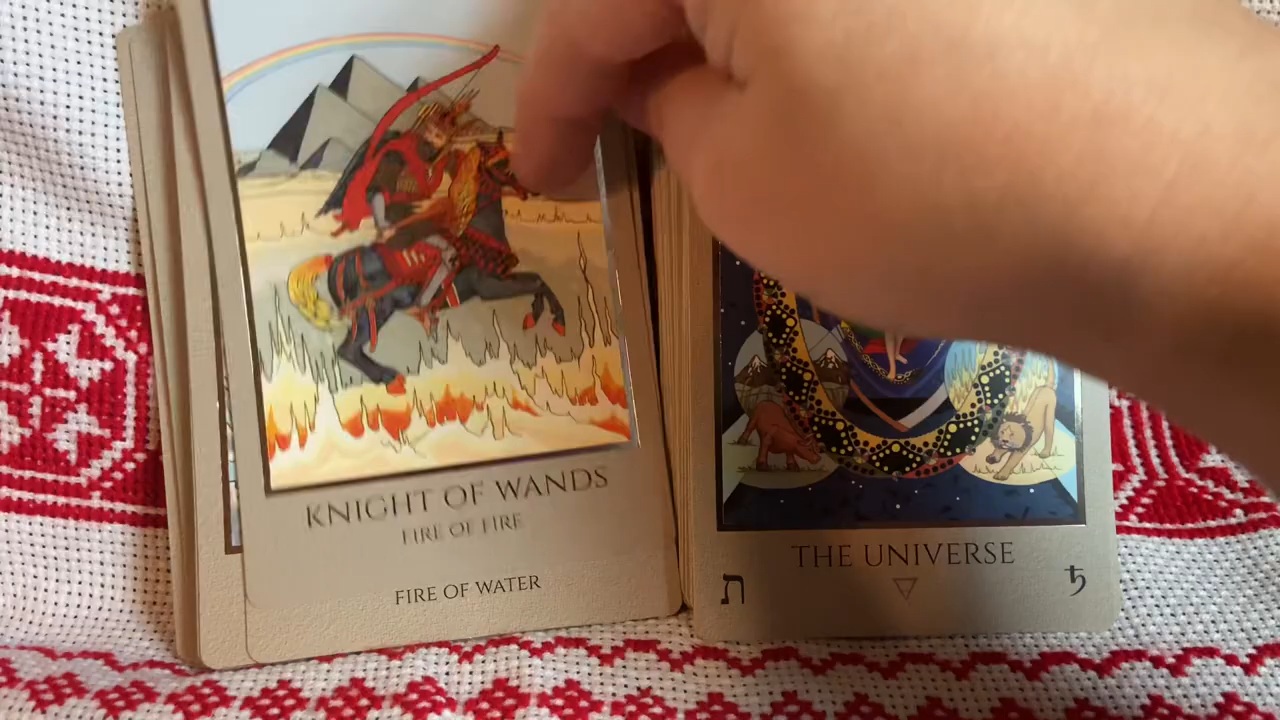 KNIGHT OF WANDS
FIRE OF FIRE
FIRE OF WATER
THE UNIVERSE
ת
♄